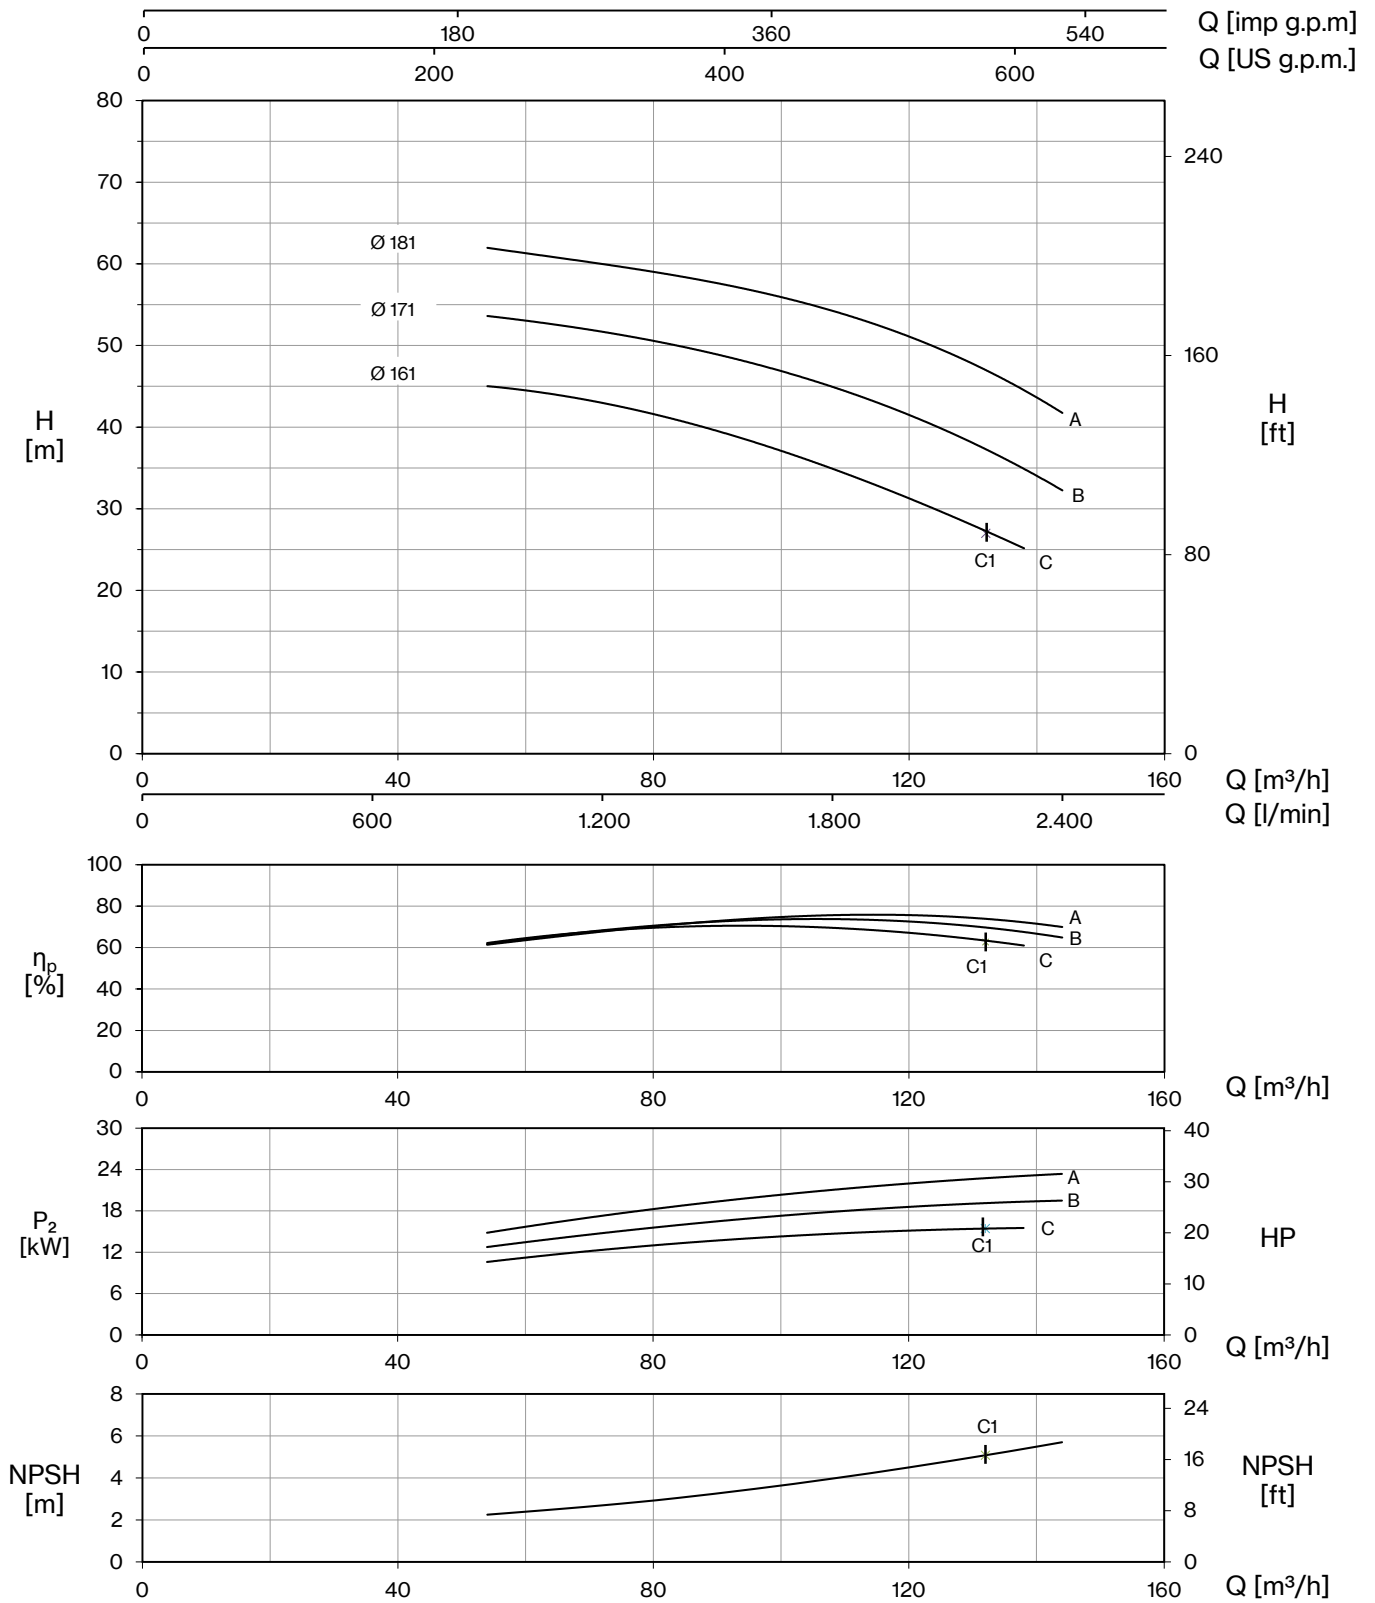 0 180 360 540 Q [imp g.p.m]
0 200 400 600 Q [US g.p.m.]
80
70
60
50
40
30
20
10
0
H
[m]
Ø 181
Ø 171
Ø 161
A
B
C1
C
240
160
80
0
H
[ft]
0 40 80 120 160 Q [m³/h]
0 600 1.200 1.800 2.400 Q [l/min]
100
80
60
40
20
0
ηp
[%]
A
B
C1
C
0 40 80 120 160 Q [m³/h]
30
24
18
12
6
0
P₂
[kW]
A
B
C1
C
40
30
20
10
0
HP
0 40 80 120 160 Q [m³/h]
8
6
4
2
0
NPSH
[m]
C1
24
16
8
0
NPSH
[ft]
0 40 80 120 160 Q [m³/h]